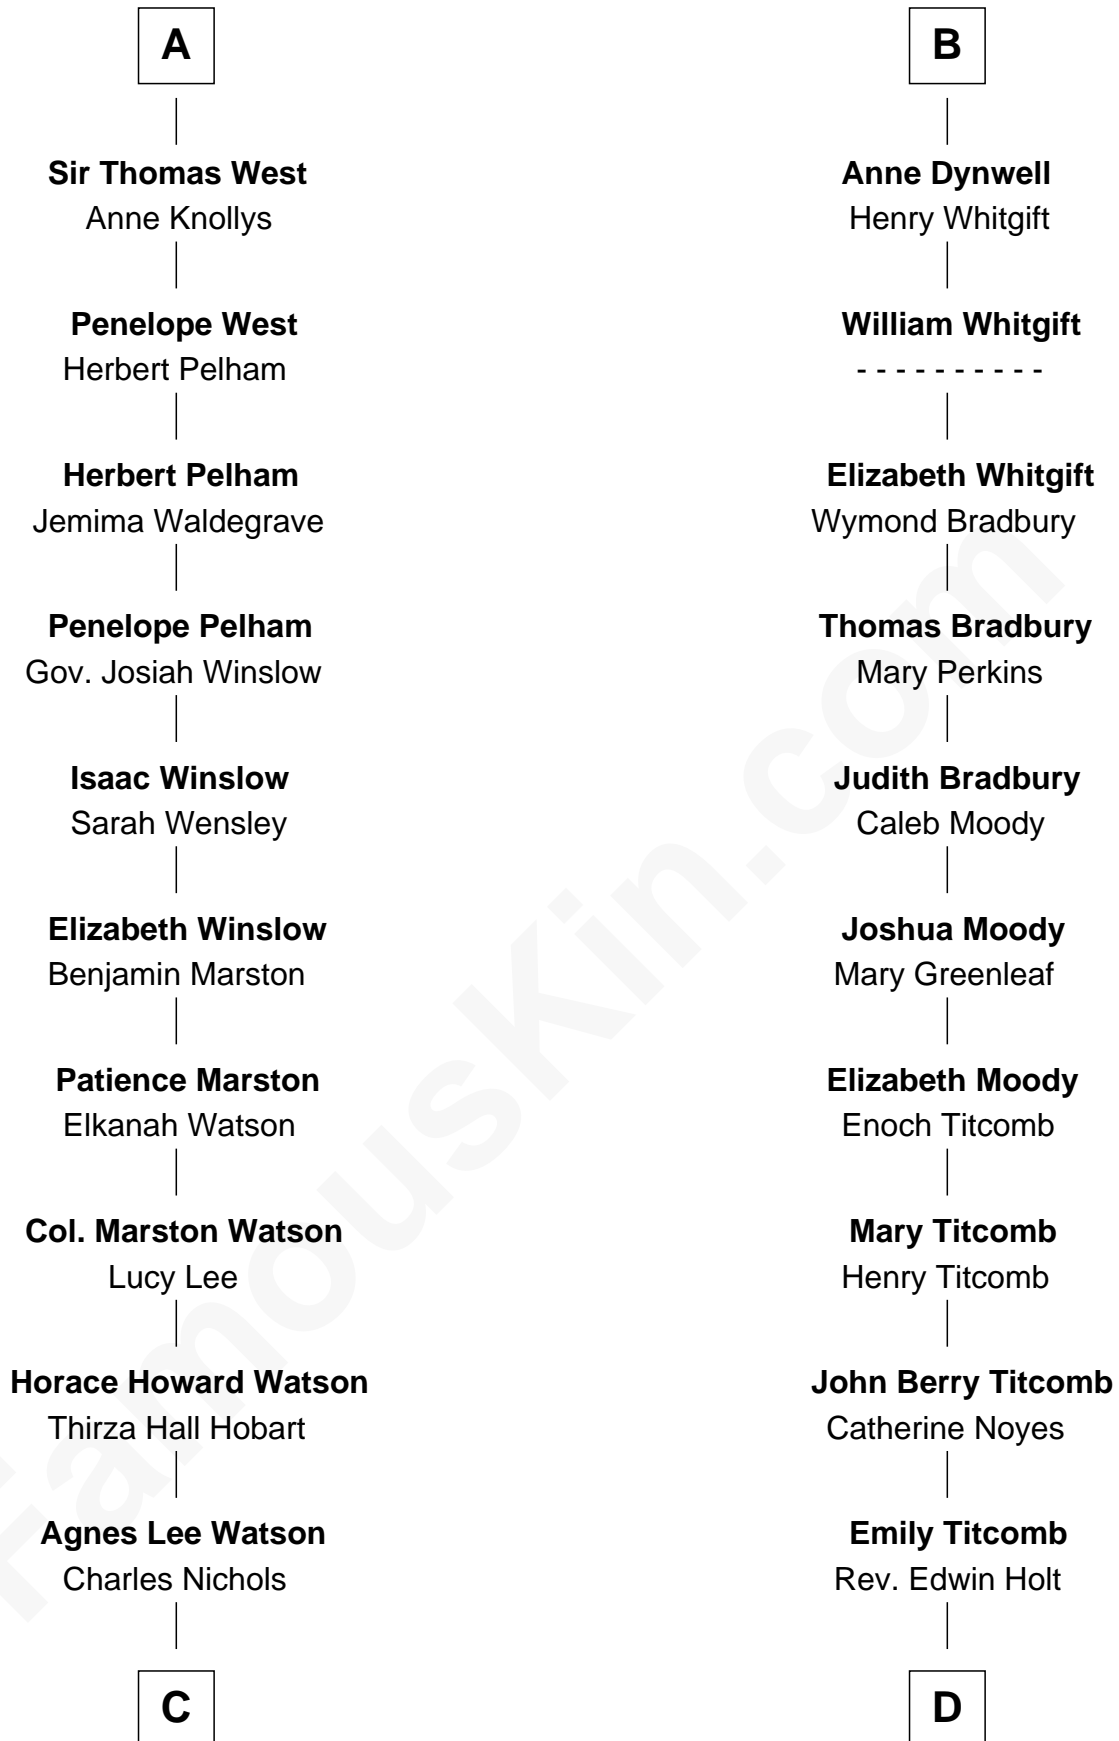 A
Sir Thomas West
Anne Knollys
Penelope West
Herbert Pelham
Herbert Pelham
Jemima Waldegrave
Penelope Pelham
Gov. Josiah Winslow
Isaac Winslow
Sarah Wensley
Elizabeth Winslow
Benjamin Marston
Patience Marston
Elkanah Watson
Col. Marston Watson
Lucy Lee
Horace Howard Watson
Thirza Hall Hobart
Agnes Lee Watson
Charles Nichols
C
B
Anne Dynwell
Henry Whitgift
William Whitgift
- - - - - - - - - -
Elizabeth Whitgift
Wymond Bradbury
Thomas Bradbury
Mary Perkins
Judith Bradbury
Caleb Moody
Joshua Moody
Mary Greenleaf
Elizabeth Moody
Enoch Titcomb
Mary Titcomb
Henry Titcomb
John Berry Titcomb
Catherine Noyes
Emily Titcomb
Rev. Edwin Holt
D
FamousKin.com